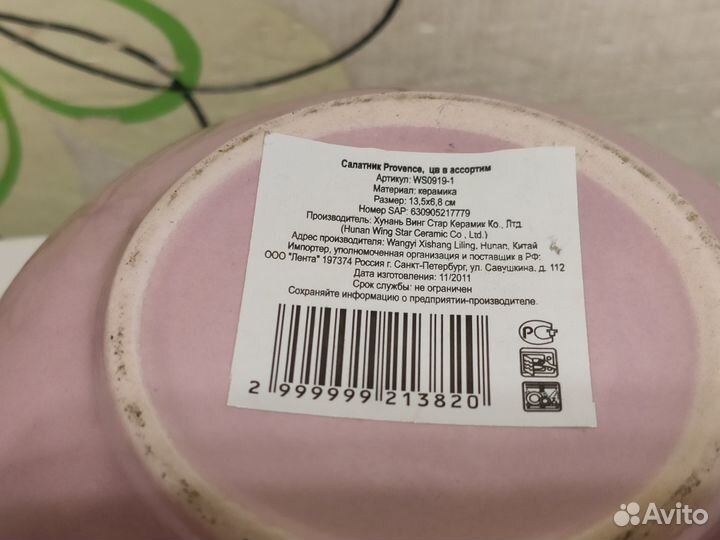 Салатник Provence, цв в ассортим
Артикул: WS0919-1
Материал: керамика
Размер: 13,5x6,8 см
Номер SAP: 630905217779
Производитель: Хунань Винг Стар Керамик Ко., Лтд.
(Hunan Wing Star Ceramic Co., Ltd.)
Адрес производителя: Wangyi Xishang Liling, Hunan, Китай
Импортер, уполномоченная организация и поставщик в РФ:
ООО "Лента" 197374 Россия г. Санкт-Петербург, ул. Савушкина, д. 112
Дата изготовления: 11/2011
Срок службы: не ограничен
Сохраняйте информацию о предприятии-производителе.
2 999999 213820
РСТ
Avito